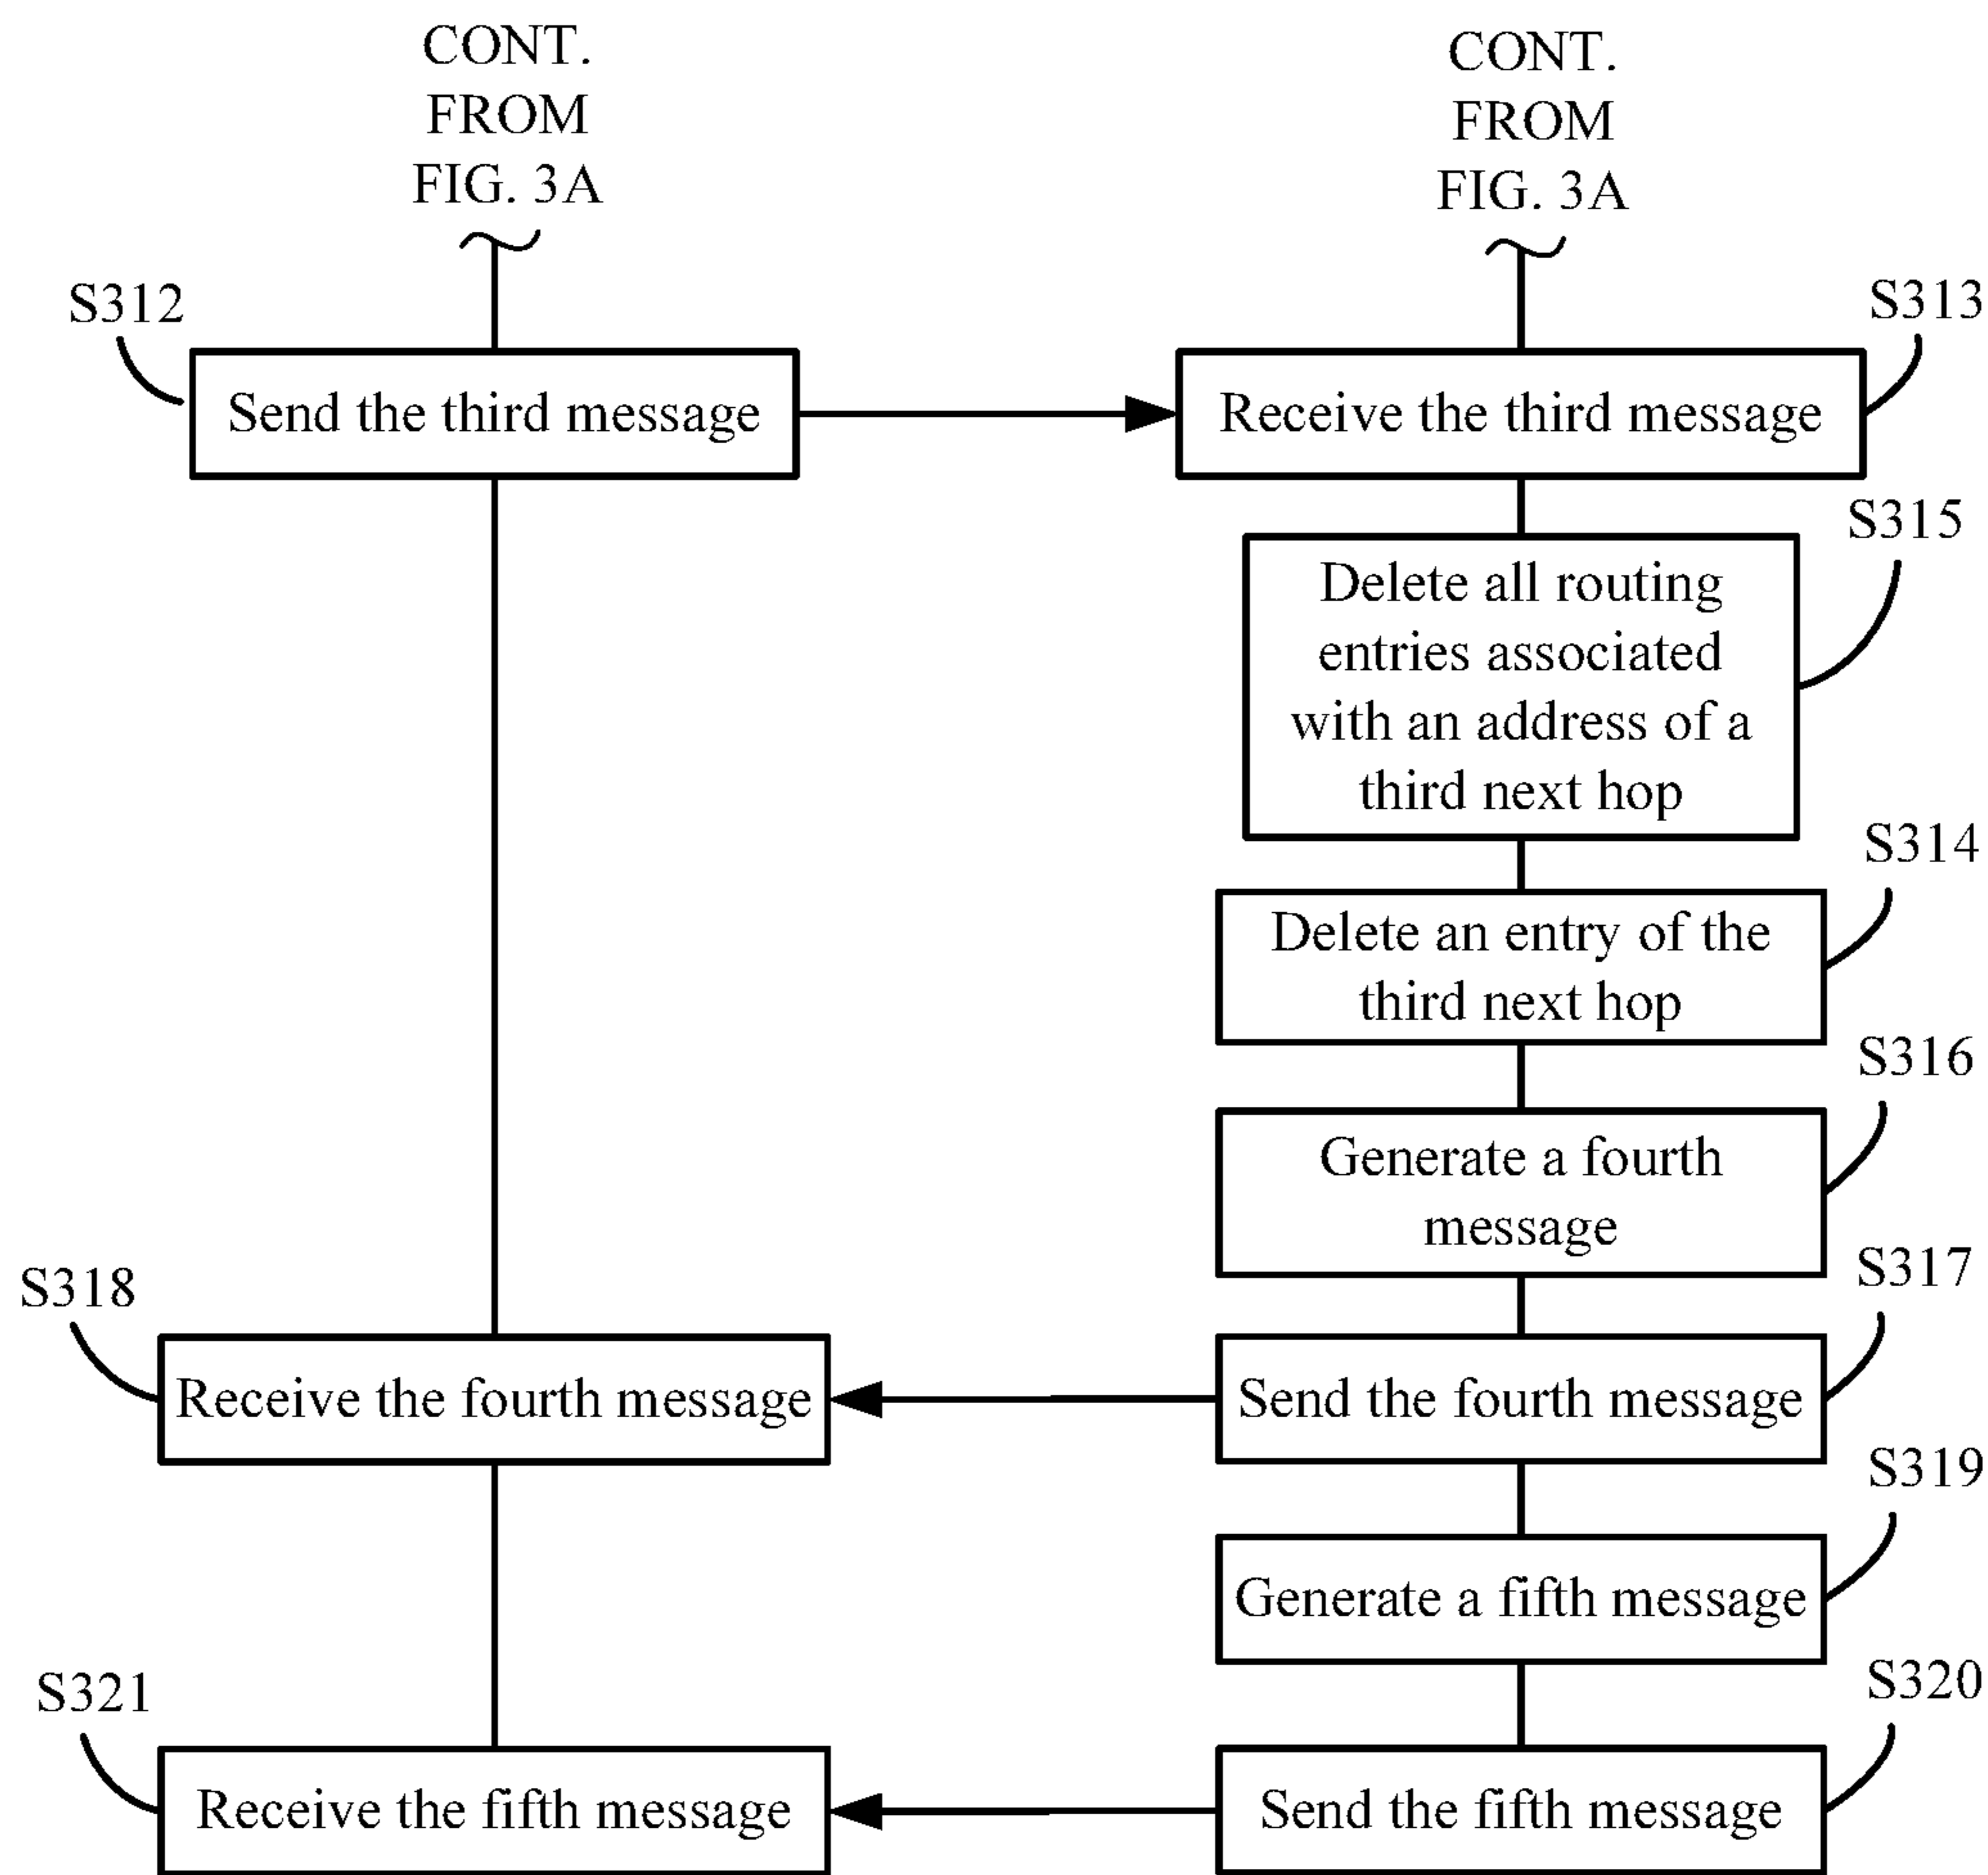 CONT.
FROM
FIG. 3A
CONT.
FROM
FIG. 3A
S312
Send the third message
S313
Receive the third message
S315
Delete all routing
entries associated
with an address of a
third next hop
S314
Delete an entry of the
third next hop
S316
Generate a fourth
message
S317
Send the fourth message
S318
Receive the fourth message
S319
Generate a fifth message
S320
Send the fifth message
S321
Receive the fifth message